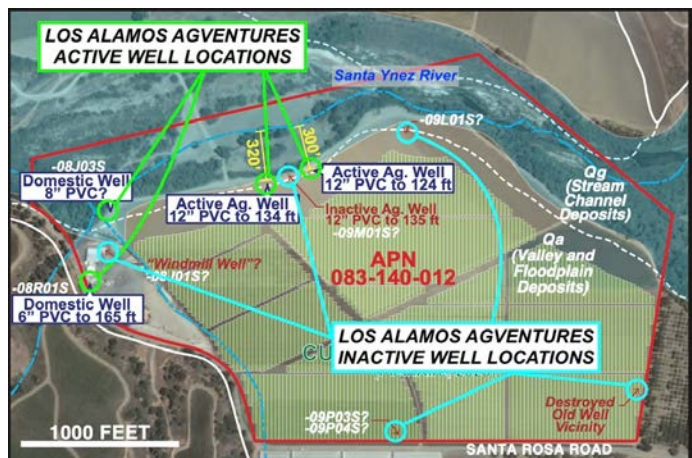 LOS ALAMOS AGVENTURES
ACTIVE WELL LOCATIONS
Santa Ynez River
-09L01S?
320'
300'
-08J03S
Domestic Well
8" PVC?
Active Ag. Well
12" PVC to 134 ft
Active Ag. Well
12" PVC to 124 ft
Inactive Ag. Well
12" PVC to 135 ft
-09M01S?
Qg
(Stream
Channel
Deposits)
Qa
(Valley and
Floodplain
Deposits)
"Windmill Well"?
-08J01S?
APN
083-140-012
-08R01S
Domestic Well
6" PVC to 165 ft
LOS ALAMOS AGVENTURES
INACTIVE WELL LOCATIONS
CU
-09P03S?
-09P04S?
Destroyed
Old Well
Vicinity
1000 FEET
SANTA ROSA ROAD